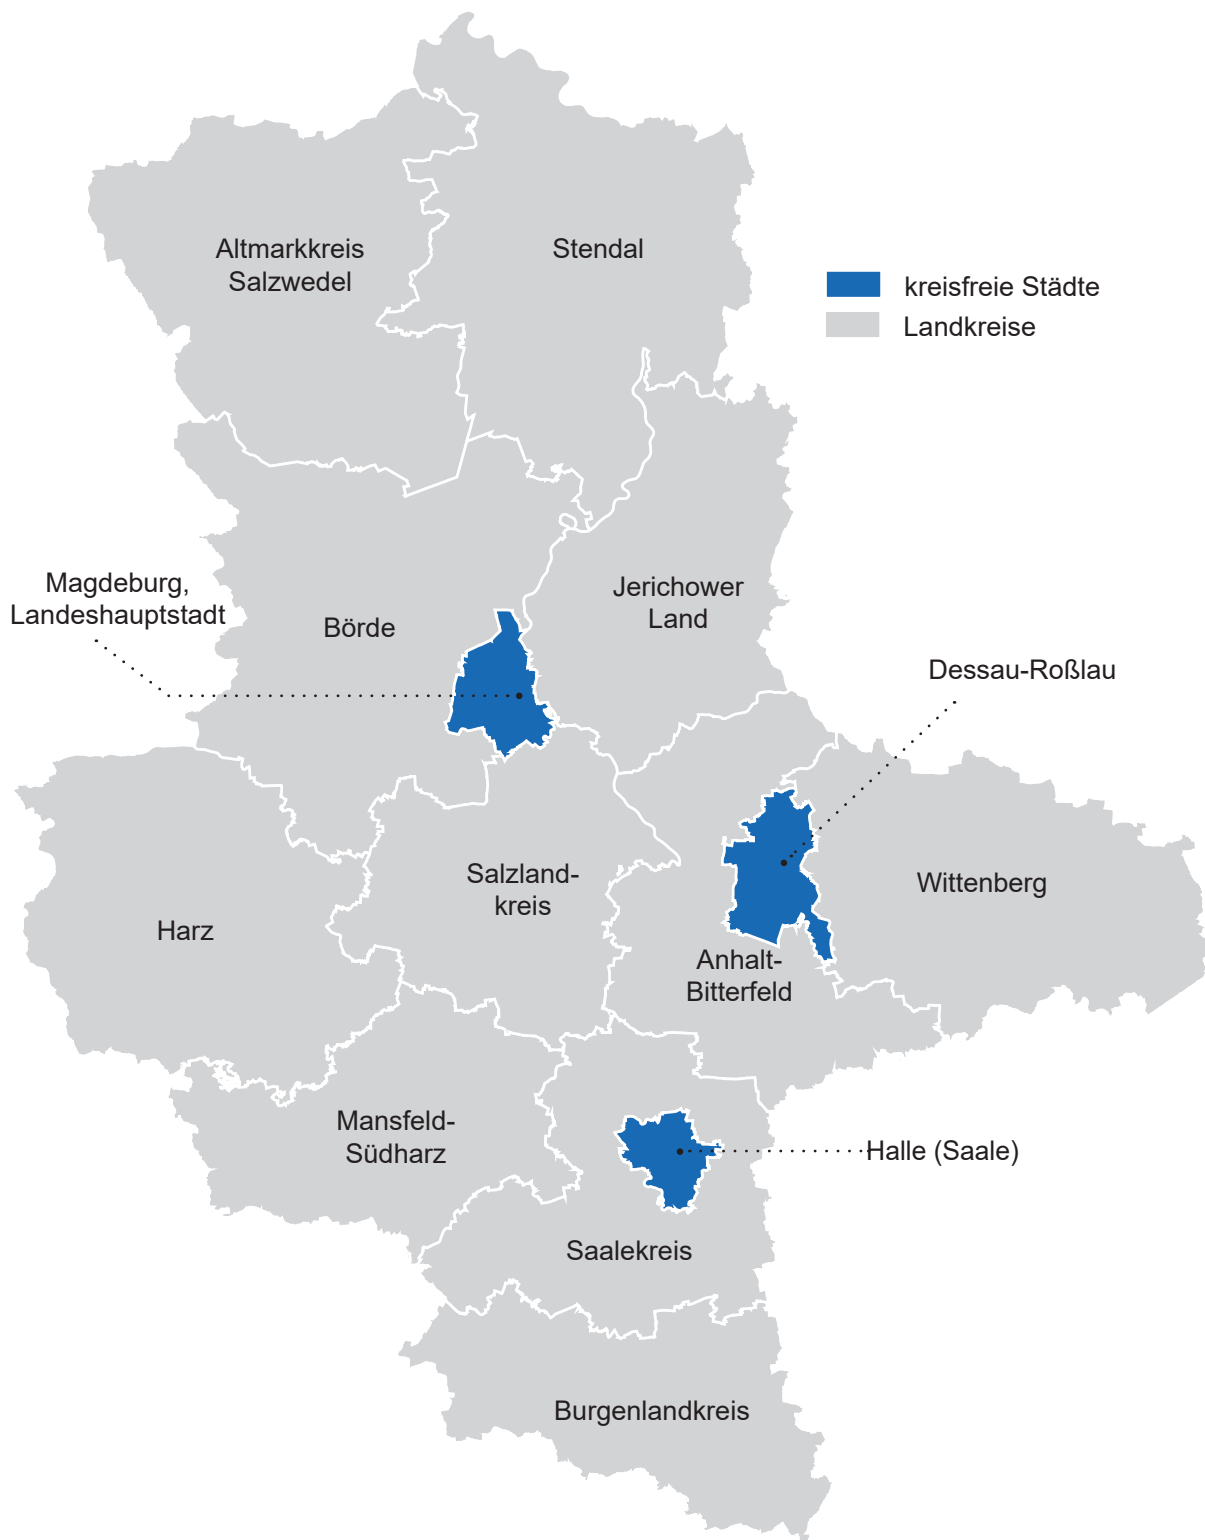 Altmarkkreis
Salzwedel
Stendal
kreisfreie Städte
Landkreise
Magdeburg,
Landeshauptstadt
Börde
Jerichower
Land
Dessau-Roßlau
Harz
Salzland-
kreis
Wittenberg
Anhalt-
Bitterfeld
Mansfeld-
Südharz
Halle (Saale)
Saalekreis
Burgenlandkreis